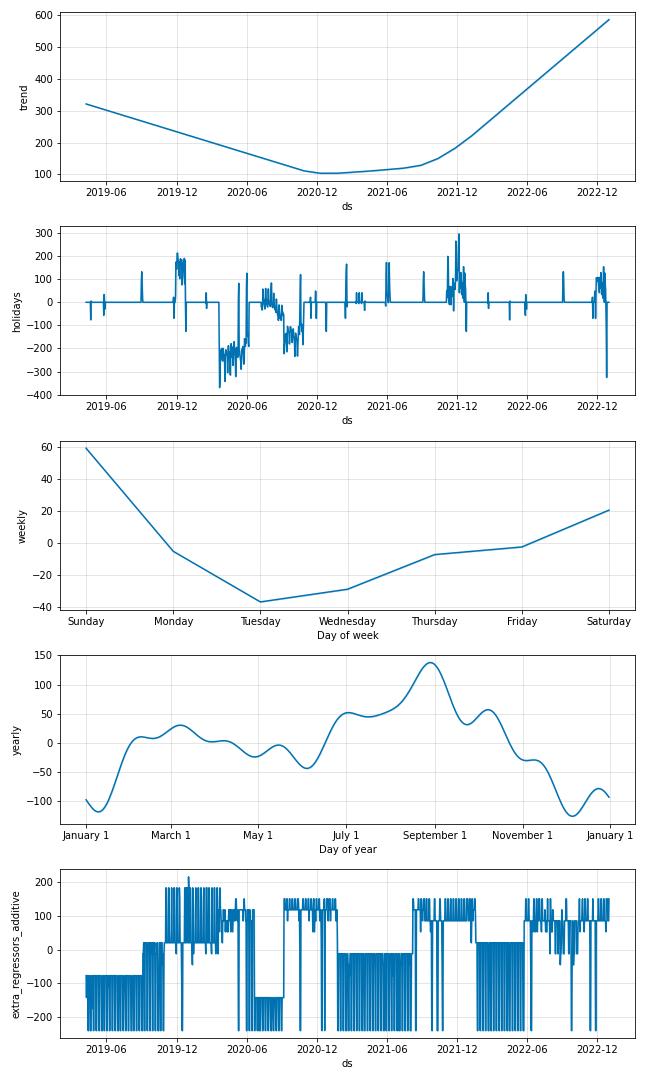 600
500
400
300
200
100
trend
2019-06 2019-12 2020-06 2020-12 2021-06 2021-12 2022-06 2022-12
ds
300
200
100
0
−100
−200
−300
−400
holidays
2019-06 2019-12 2020-06 2020-12 2021-06 2021-12 2022-06 2022-12
ds
60
40
20
0
−20
−40
weekly
Sunday Monday Tuesday Wednesday Thursday Friday Saturday
Day of week
150
100
50
0
−50
−100
yearly
January 1 March 1 May 1 July 1 September 1 November 1 January 1
Day of year
200
100
0
−100
−200
extra_regressors_additive
2019-06 2019-12 2020-06 2020-12 2021-06 2021-12 2022-06 2022-12
ds